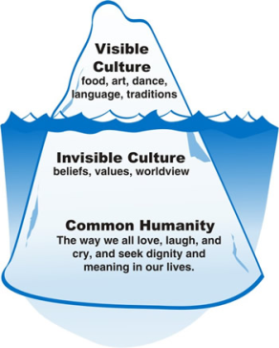 Visible
Culture
food, art, dance,
language, traditions
Invisible Culture
beliefs, values, worldview
Common Humanity
The way we all love, laugh, and
cry, and seek dignity and
meaning in our lives.